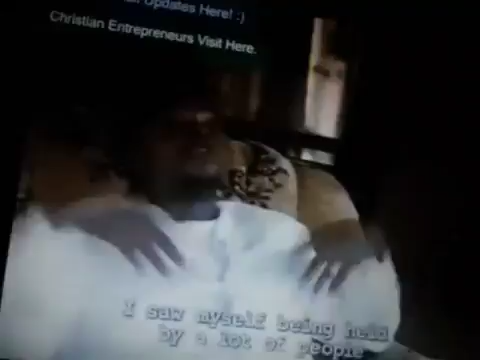 Updates Here! :)
Christian Entrepreneurs Visit Here.
I saw myself being held
by a lot of people